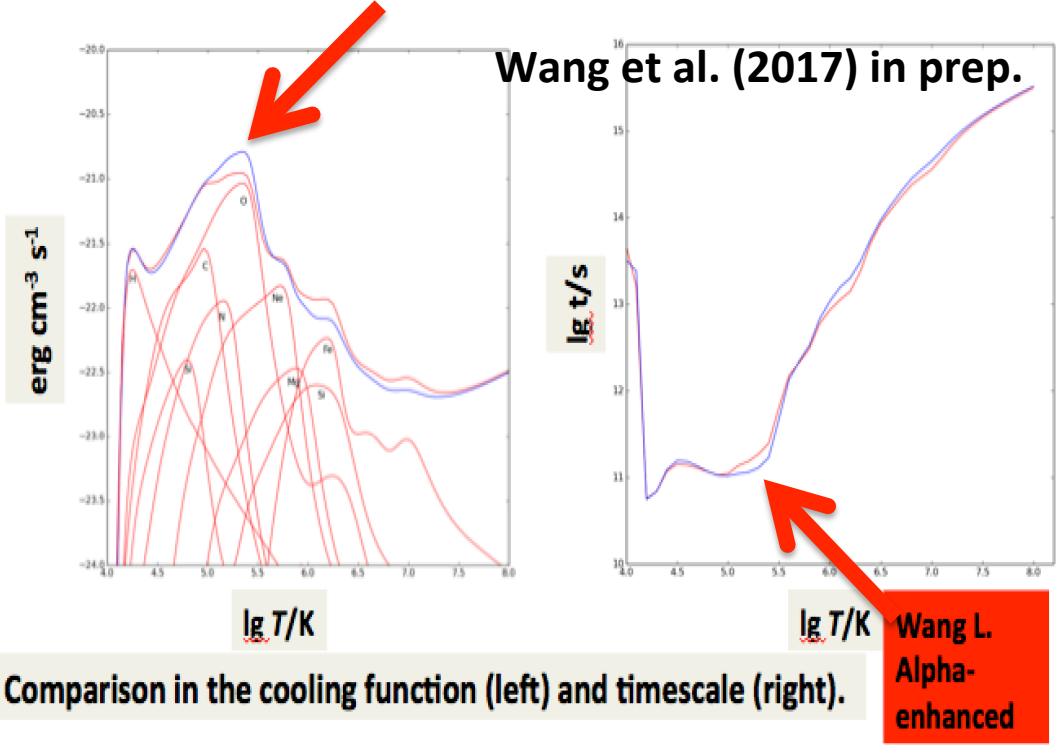 Wang et al. (2017) in prep.
-20.0
-20.5
-21.0
-21.5
-22.0
-22.5
-23.0
-23.5
-24.0
erg cm⁻³ s⁻¹
H
C
N
O
Ne
Fe
Mg
Si
4.0 4.5 5.0 5.5 6.0 6.5 7.0 7.5 8.0
lg T/K
16
15
14
13
12
11
10
lg t/s
4.0 4.5 5.0 5.5 6.0 6.5 7.0 7.5 8.0
lg T/K
Wang L.
Alpha-
enhanced
Comparison in the cooling function (left) and timescale (right).